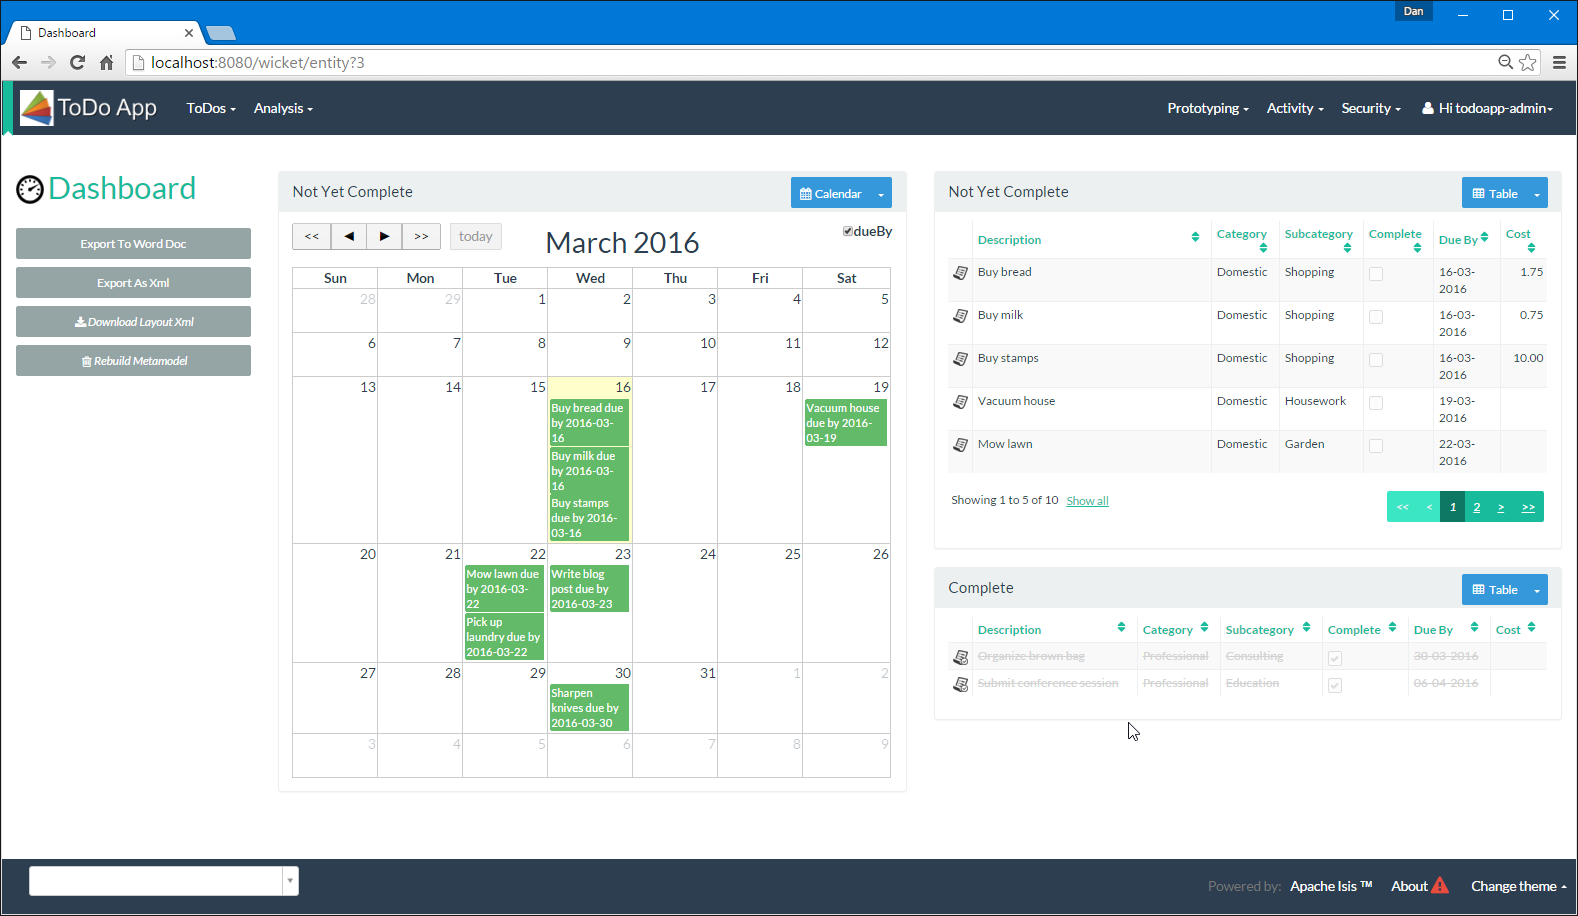 Dan
Dashboard
localhost:8080/wicket/entity?3
ToDo App ToDos Analysis Prototyping Activity Security Hi todoapp-admin
Dashboard
Export To Word Doc
Export As Xml
Download Layout Xml
Rebuild Metamodel
Not Yet Complete Calendar
<< >> today March 2016 dueBy
Sun Mon Tue Wed Thu Fri Sat
28 29 1 2 3 4 5
6 7 8 9 10 11 12
13 14 15 16 17 18 19
Buy bread due
by 2016-03-
16
Buy milk due
by 2016-03-
16
Buy stamps
due by 2016-
03-16
Vacuum house
due by 2016-
03-19
20 21 22 23 24 25 26
Mow lawn due
by 2016-03-
22
Pick up
laundry due by
2016-03-22
Write blog
post due by
2016-03-23
27 28 29 30 31 1 2
Sharpen
knives due by
2016-03-30
3 4 5 6 7 8 9
Not Yet Complete Table
Description Category Subcategory Complete Due By Cost
Buy bread Domestic Shopping 16-03- 1.75
2016
Buy milk Domestic Shopping 16-03- 0.75
2016
Buy stamps Domestic Shopping 16-03- 10.00
2016
Vacuum house Domestic Housework 19-03-
2016
Mow lawn Domestic Garden 22-03-
2016
Showing 1 to 5 of 10 Show all << < 1 2 > >>
Complete Table
Description Category Subcategory Complete Due By Cost
Organize brown bag Professional Consulting 30-03-2016
Submit conference session Professional Education 06-04-2016
Powered by: Apache Isis ™ About Change theme